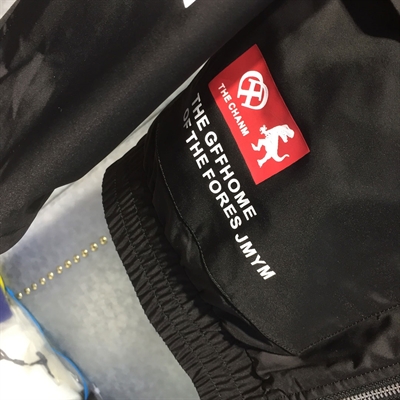 THE CHANM
THE GFFHOME
OF THE FORES JMYM